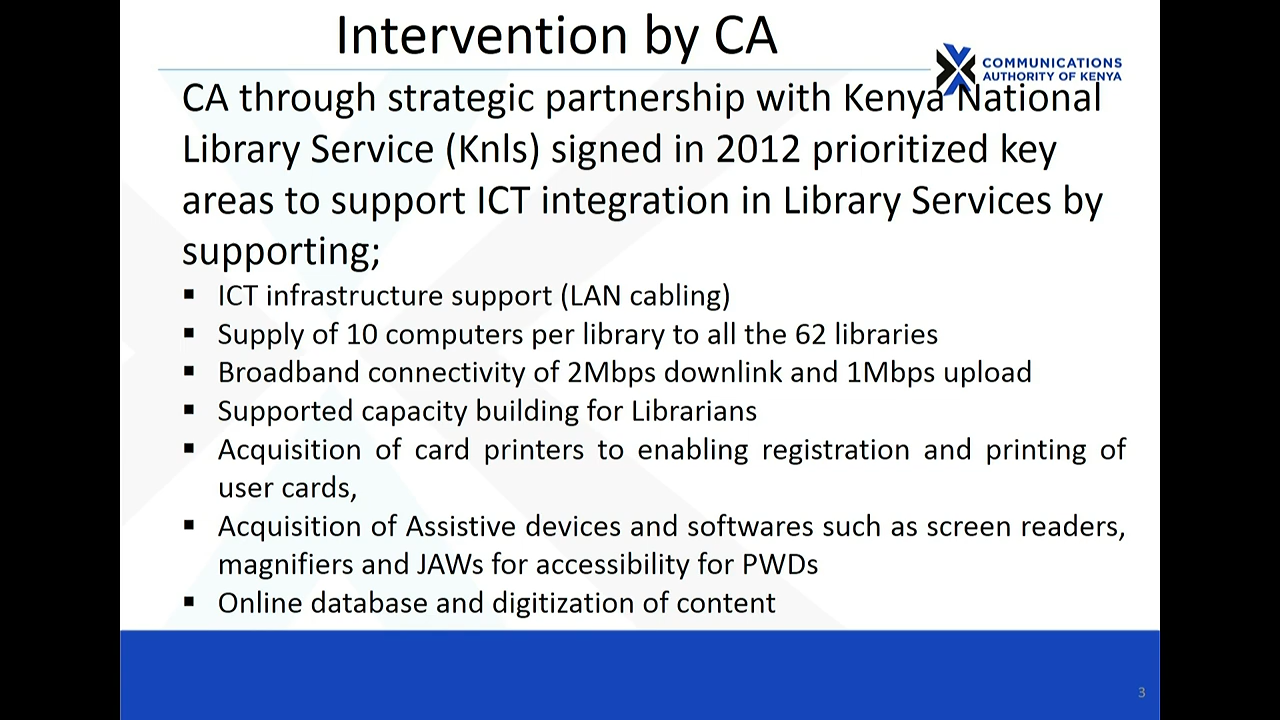 Intervention by CA
COMMUNICATIONS
AUTHORITY OF KENYA
CA through strategic partnership with Kenya National
Library Service (Knls) signed in 2012 prioritized key
areas to support ICT integration in Library Services by
supporting;
▪ ICT infrastructure support (LAN cabling)
▪ Supply of 10 computers per library to all the 62 libraries
▪ Broadband connectivity of 2Mbps downlink and 1Mbps upload
▪ Supported capacity building for Librarians
▪ Acquisition of card printers to enabling registration and printing of
user cards,
▪ Acquisition of Assistive devices and softwares such as screen readers,
magnifiers and JAWs for accessibility for PWDs
▪ Online database and digitization of content
3